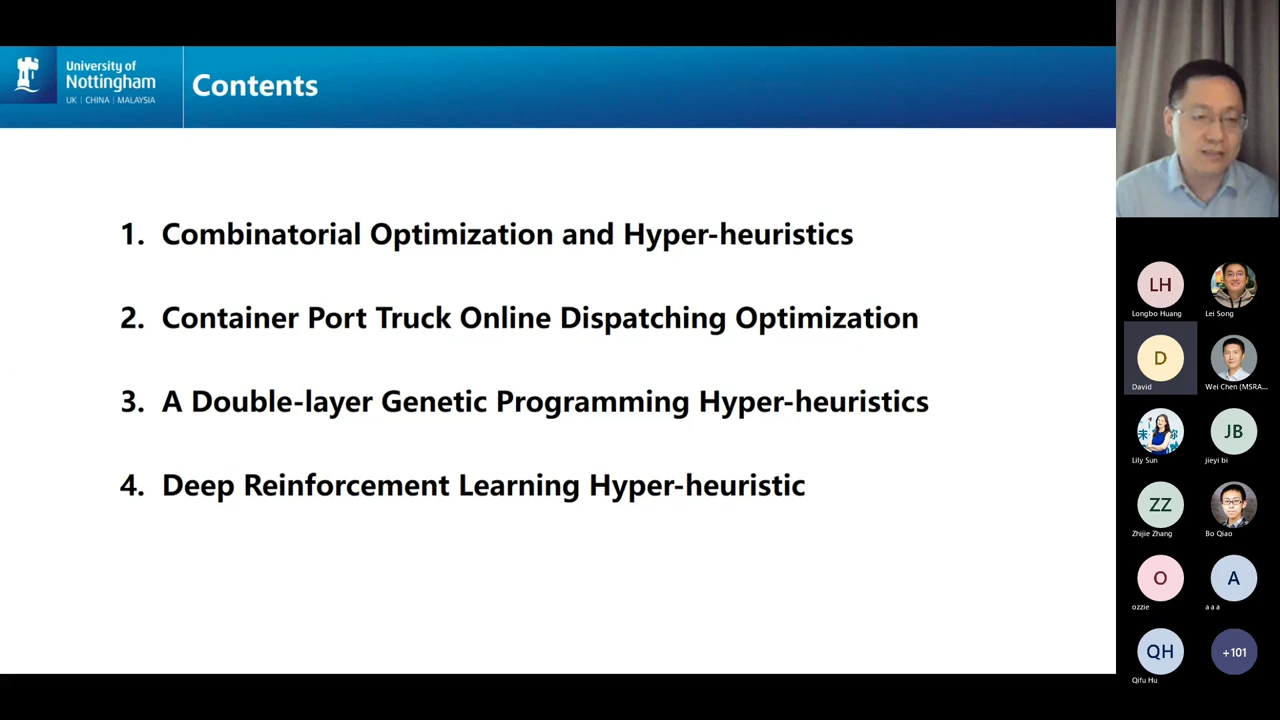 University of
Nottingham
UK | CHINA | MALAYSIA
Contents
1. Combinatorial Optimization and Hyper-heuristics
2. Container Port Truck Online Dispatching Optimization
3. A Double-layer Genetic Programming Hyper-heuristics
4. Deep Reinforcement Learning Hyper-heuristic
LH
Longbo Huang
Lei Song
D
David
Wei Chen (MSRA...
Lily Sun
JB
jieyi bi
ZZ
Zhijie Zhang
Bo Qiao
O
ozzie
A
a a a
QH
Qifu Hu
+101